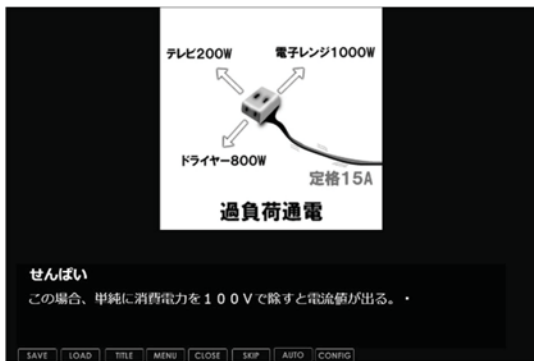 テレビ200W
電子レンジ1000W
ドライヤー800W
定格15A
過負荷通電
せんぱい
この場合、単純に消費電力を１００Ｖで除すと電流値が出る。・
SAVE LOAD TITLE MENU CLOSE SKIP AUTO CONFIG